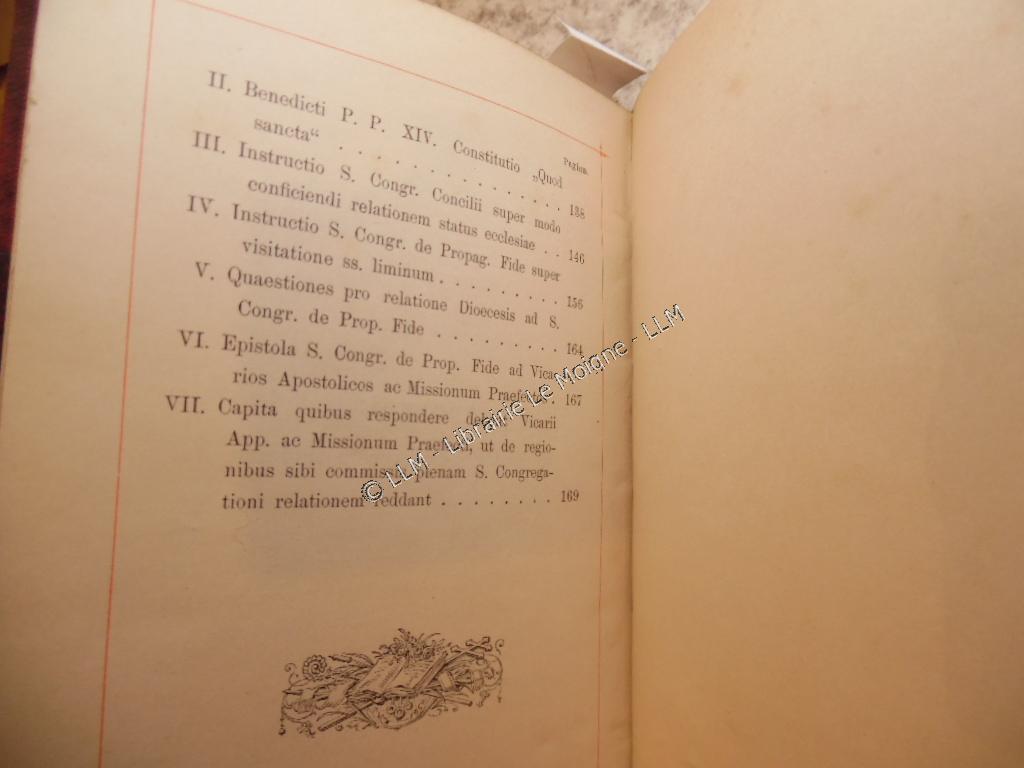 Pagina.
II. Benedicti P. P. XIV. Constitutio „Quod
sancta“ . . . . . . . . . . . . . . 138
III. Instructio S. Congr. Concilii super modo
conficiendi relationem status ecclesiae . . 146
IV. Instructio S. Congr. de Propag. Fide super
visitatione ss. liminum . . . . . . . . . 156
V. Quaestiones pro relatione Dioecesis ad S.
Congr. de Prop. Fide . . . . . . . . . 164
VI. Epistola S. Congr. de Prop. Fide ad Vica-
rios Apostolicos ac Missionum Praefectos . 167
VII. Capita quibus respondere debent Vicarii
App. ac Missionum Praefecti, ut de regio-
nibus sibi commissis plenam S. Congrega-
tioni relationem reddant . . . . . . . . 169
© LLM - Librairie Le Moigne - LLM